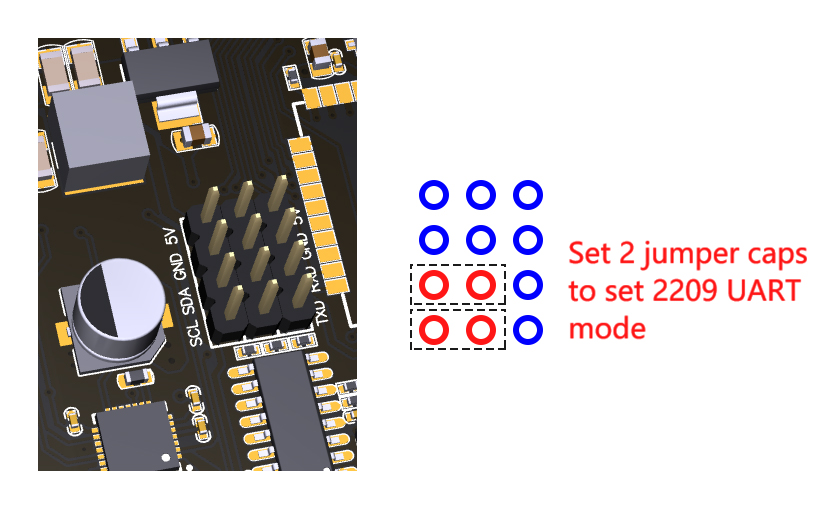 SCL SDA GND 5V
TXD RXD GND 5V
Set 2 jumper caps
to set 2209 UART
mode